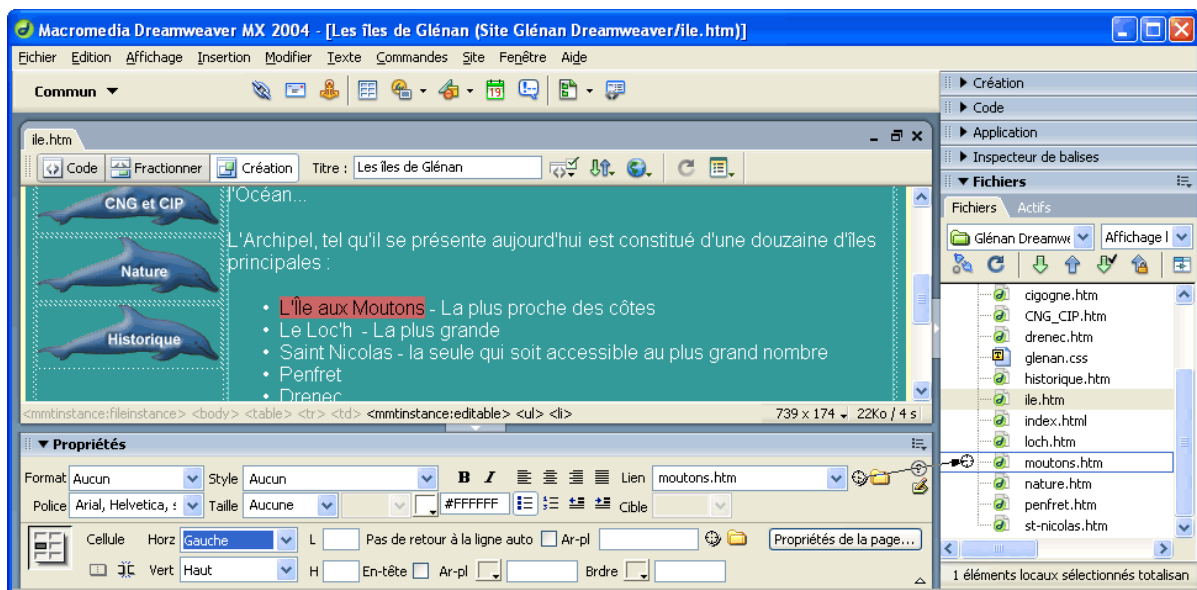 Macromedia Dreamweaver MX 2004 - [Les îles de Glénan (Site Glénan Dreamweaver/ile.htm)]
Fichier Edition Affichage Insertion Modifier Texte Commandes Site Fenêtre Aide
Commun
19
ile.htm
Code Fractionner Création Titre : Les îles de Glénan
CNG et CIP
Nature
Historique
l'Océan...
L'Archipel, tel qu'il se présente aujourd'hui est constitué d'une douzaine d'îles
principales :
• L'Île aux Moutons - La plus proche des côtes
• Le Loc'h - La plus grande
• Saint Nicolas - la seule qui soit accessible au plus grand nombre
• Penfret
• Drenec
<mmtinstance:fileinstance> <body> <table> <tr> <td> <mmtinstance:editable> <ul> <li> 739 x 174 22Ko / 4 s
Propriétés
Format Aucun Style Aucun B I Lien moutons.htm
Police Arial, Helvetica, s Taille Aucune #FFFFFF Cible
Cellule Horz Gauche L Pas de retour à la ligne auto Ar-pl Propriétés de la page...
Vert Haut H En-tête Ar-pl Brdre
Création
Code
Application
Inspecteur de balises
Fichiers
Fichiers Actifs
Glénan Dreamwe Affichage l
cigogne.htm
CNG_CIP.htm
drenec.htm
glenan.css
historique.htm
ile.htm
index.html
loch.htm
moutons.htm
nature.htm
penfret.htm
st-nicolas.htm
1 éléments locaux sélectionnés totalisan